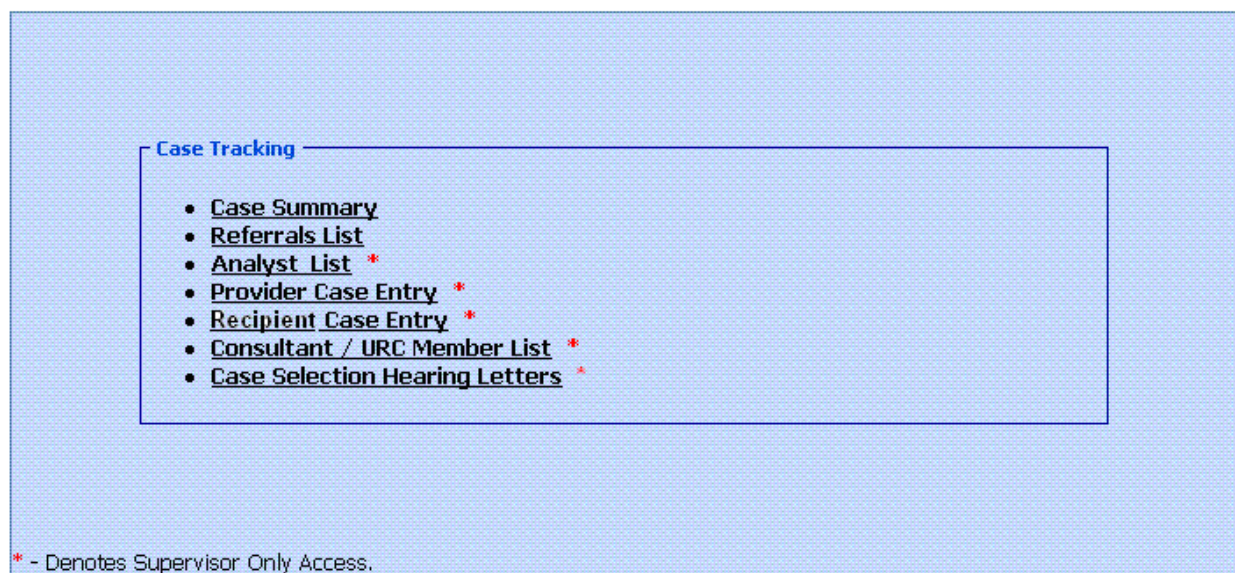 Case Tracking
• Case Summary
• Referrals List
• Analyst List *
• Provider Case Entry *
• Recipient Case Entry *
• Consultant / URC Member List *
• Case Selection Hearing Letters *
* - Denotes Supervisor Only Access.